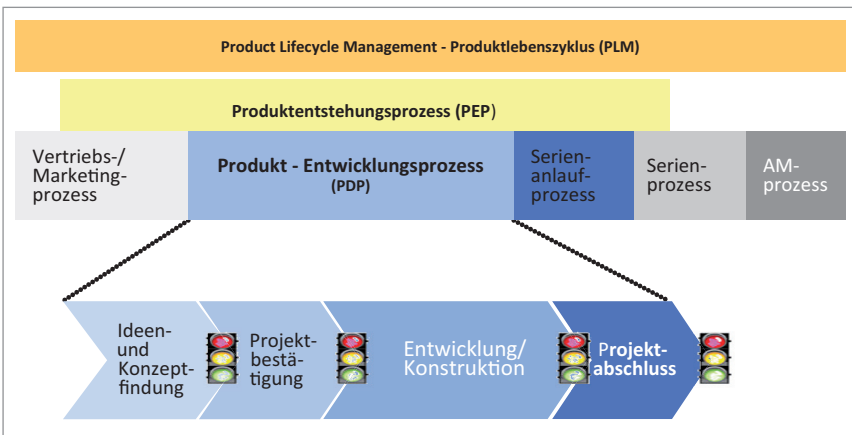 Product Lifecycle Management - Produktlebenszyklus (PLM)
Produktentstehungsprozess (PEP)
Vertriebs-/
Marketing-
prozess
Produkt - Entwicklungsprozess
(PDP)
Serien-
anlauf-
prozess
Serien-
prozess
AM-
prozess
Ideen-
und
Konzept-
findung
Projekt-
bestä-
tigung
Entwicklung/
Konstruktion
Projekt-
abschluss